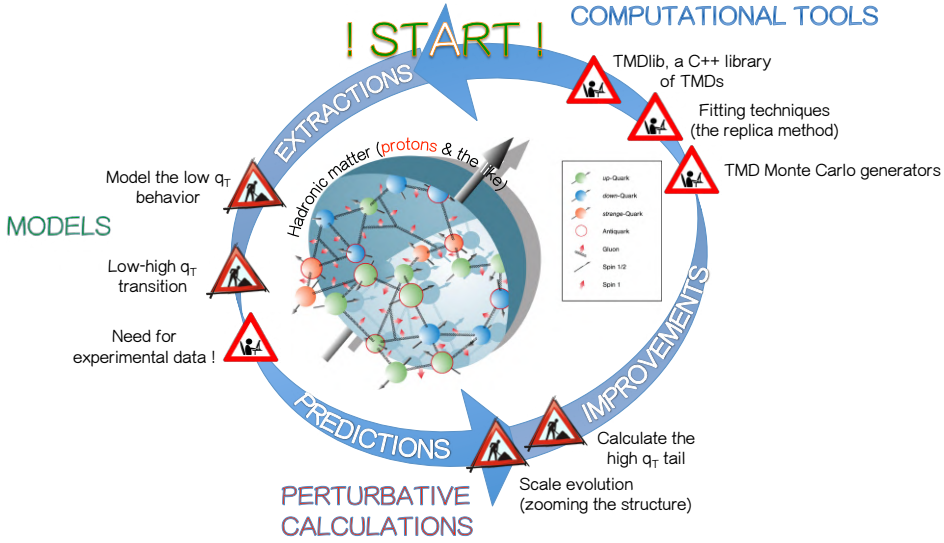 ! START !
COMPUTATIONAL TOOLS
TMDlib, a C++ library
of TMDs
Fitting techniques
(the replica method)
TMD Monte Carlo generators
EXTRACTIONS
Model the low qT
behavior
MODELS
Low-high qT
transition
Need for
experimental data !
Hadronic matter (protons & the like)
up-Quark
down-Quark
strange-Quark
Antiquark
Gluon
Spin 1/2
Spin 1
IMPROVEMENTS
PREDICTIONS
Calculate the
high qT tail
Scale evolution
(zooming the structure)
PERTURBATIVE
CALCULATIONS